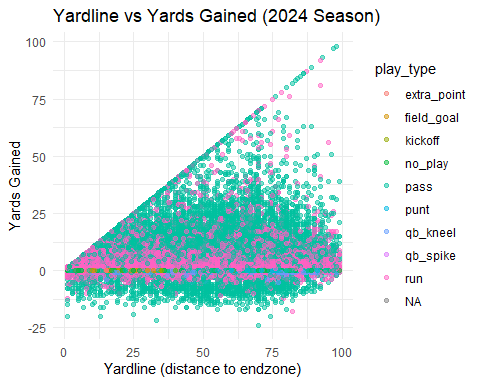 Yardline vs Yards Gained (2024 Season)
Yards Gained
100
75
50
25
0
-25
0 25 50 75 100
Yardline (distance to endzone)
play_type
extra_point
field_goal
kickoff
no_play
pass
punt
qb_kneel
qb_spike
run
NA